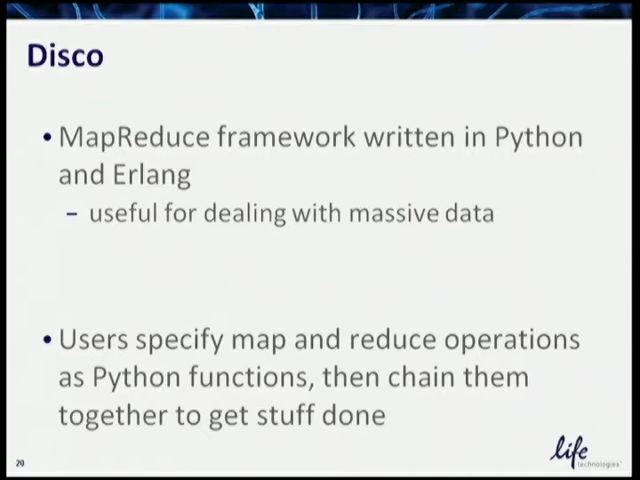 Disco
• MapReduce framework written in Python
and Erlang
– useful for dealing with massive data
• Users specify map and reduce operations
as Python functions, then chain them
together to get stuff done
20
life
technologies™